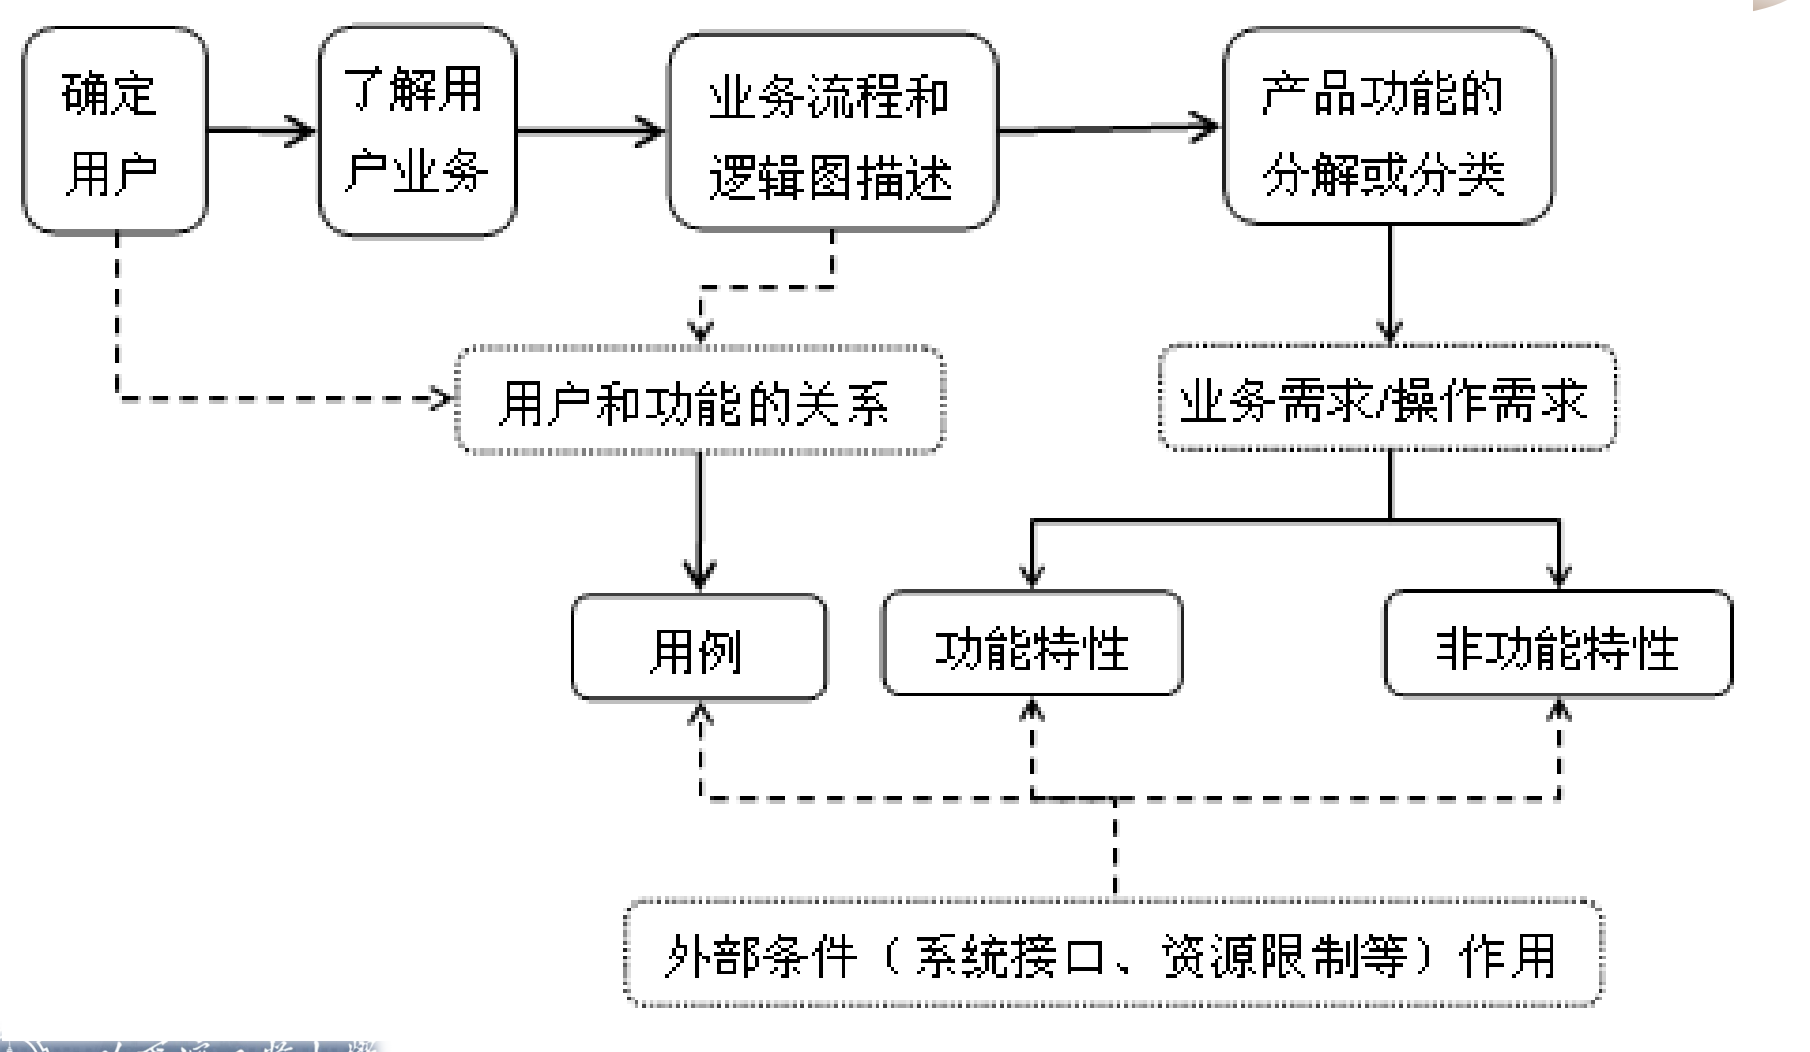 确定
用户
了解用
户业务
业务流程和
逻辑图描述
产品功能的
分解或分类
用户和功能的关系
业务需求/操作需求
用例
功能特性
非功能特性
外部条件（系统接口、资源限制等）作用